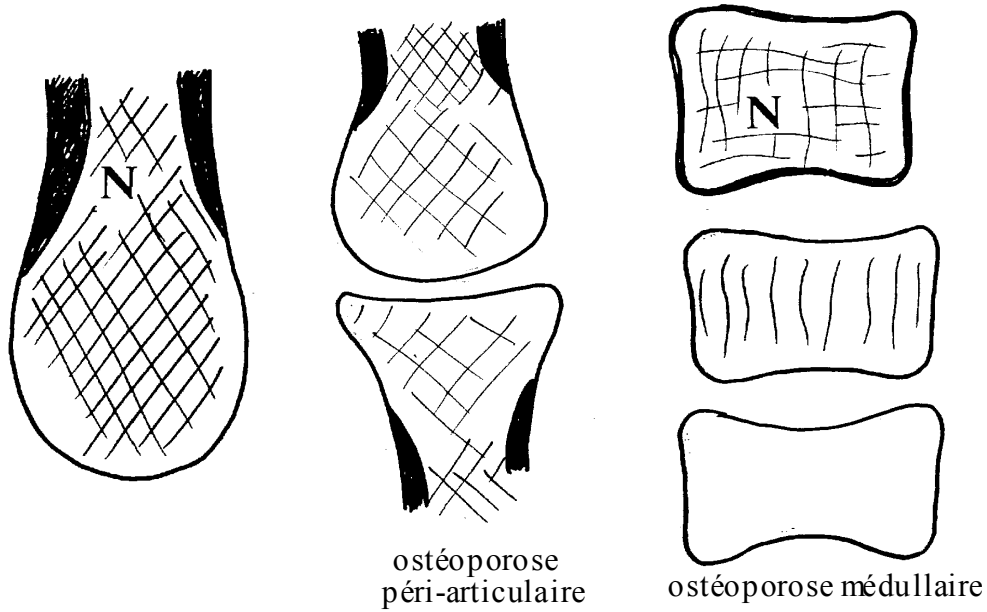 N
N
ostéoporose
péri-articulaire
ostéoporose médullaire